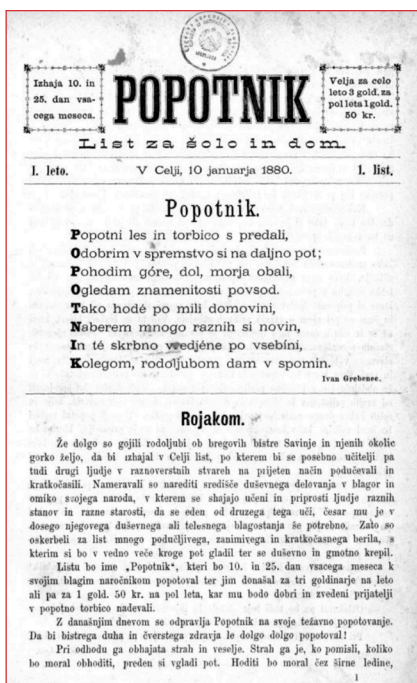 Izhaja 10. in
25. dan vsa-
cega meseca.
POPOTNIK
Velja za celo
leto 3 gold. za
pol leta 1 gold.
50 kr.
List za šolo in dom.
I. leto.
V Celji, 10 januarja 1880.
1. list.
Popotnik.
Popotni les in torbico s predali,
Odobrim v spremstvo si na daljno pot;
Pohodim góre, dol, morja obali,
Ogledam znamenitosti povsod.
Tako hodé po mili domovini,
Naberem mnogo raznih si novin,
In té skrbno vredjéne po vsebíni,
Kolegom, rodoljubom dam v spomin.
Ivan Grebenec.
Rojakom.
Že dolgo so gojili rodoljubi ob bregovih bistre Savinje in njenih okolic
gorko željo, da bi izhajal v Celji list, po kterem bi se posebno učitelji pa
tudi drugi ljudje v raznoverstnih stvareh na prijeten način podučevali in
kratkočasili. Nameravali so narediti središče duševnega delovanja v blagor in
omiko svojega naroda, v kterem se shajajo učeni in priprosti ljudje raznih
stanov in razne starosti, da se eden od druzega tega uči, česar mu je v
dosego njegovega duševnega ali telesnega blagostanja še potrebno. Zato so
oskerbeli za list mnogo podučljivega, zanimivega in kratkočasnega berila, s
kterim si bo v vedno veče kroge pot gladil ter se duševno in gmotno krepil.
Listu bo ime „Popotnik“, kteri bo 10. in 25. dan vsacega meseca k
svojim blagim naročnikom popotoval ter jim donašal za tri goldinarje na leto
ali pa za 1 gold. 50 kr. na pol leta, kar mu bodo dobri in zvedeni prijatelji
v popotno torbico nadevali.
Z današnjim dnevom se odpravlja Popotnik na svoje težavno popotovanje.
Da bi bistrega duha in čverstega zdravja le dolgo dolgo popotoval!
Pri odhodu ga obhajata strah in veselje. Strah ga je, ko pomisli, koliko
bo moral obhoditi, preden si vgladi pot. Hoditi bo moral čez širne ledine,
1